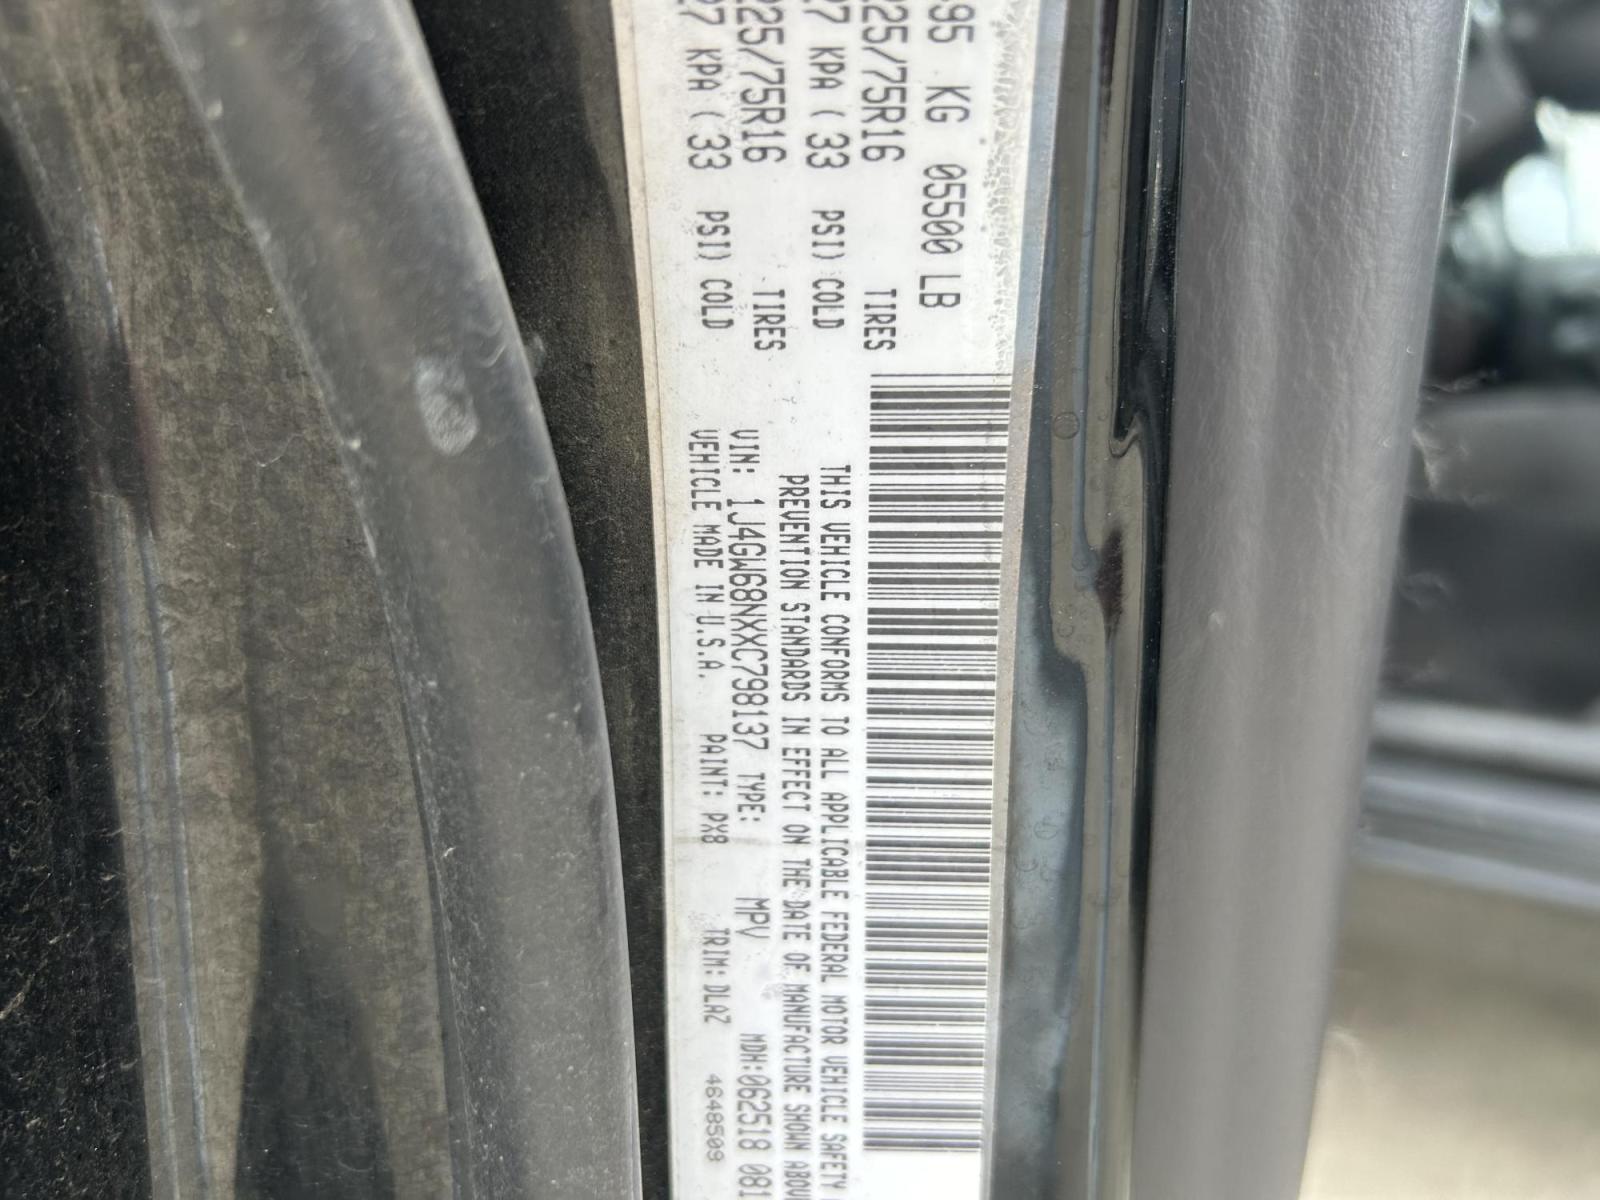 495 KG 05500 LB
225/75R16 TIRES
27 KPA ( 33 PSI) COLD
225/75R16 TIRES
27 KPA ( 33 PSI) COLD
THIS VEHICLE CONFORMS TO ALL APPLICABLE FEDERAL MOTOR VEHICLE SAFETY
PREVENTION STANDARDS IN EFFECT ON THE DATE OF MANUFACTURE SHOWN ABOV
VIN: 1J4GW68NXXC798137 TYPE: MPV MDH:062518 081
VEHICLE MADE IN U.S.A. PAINT: PX8 TRIM: DLAZ 4648509